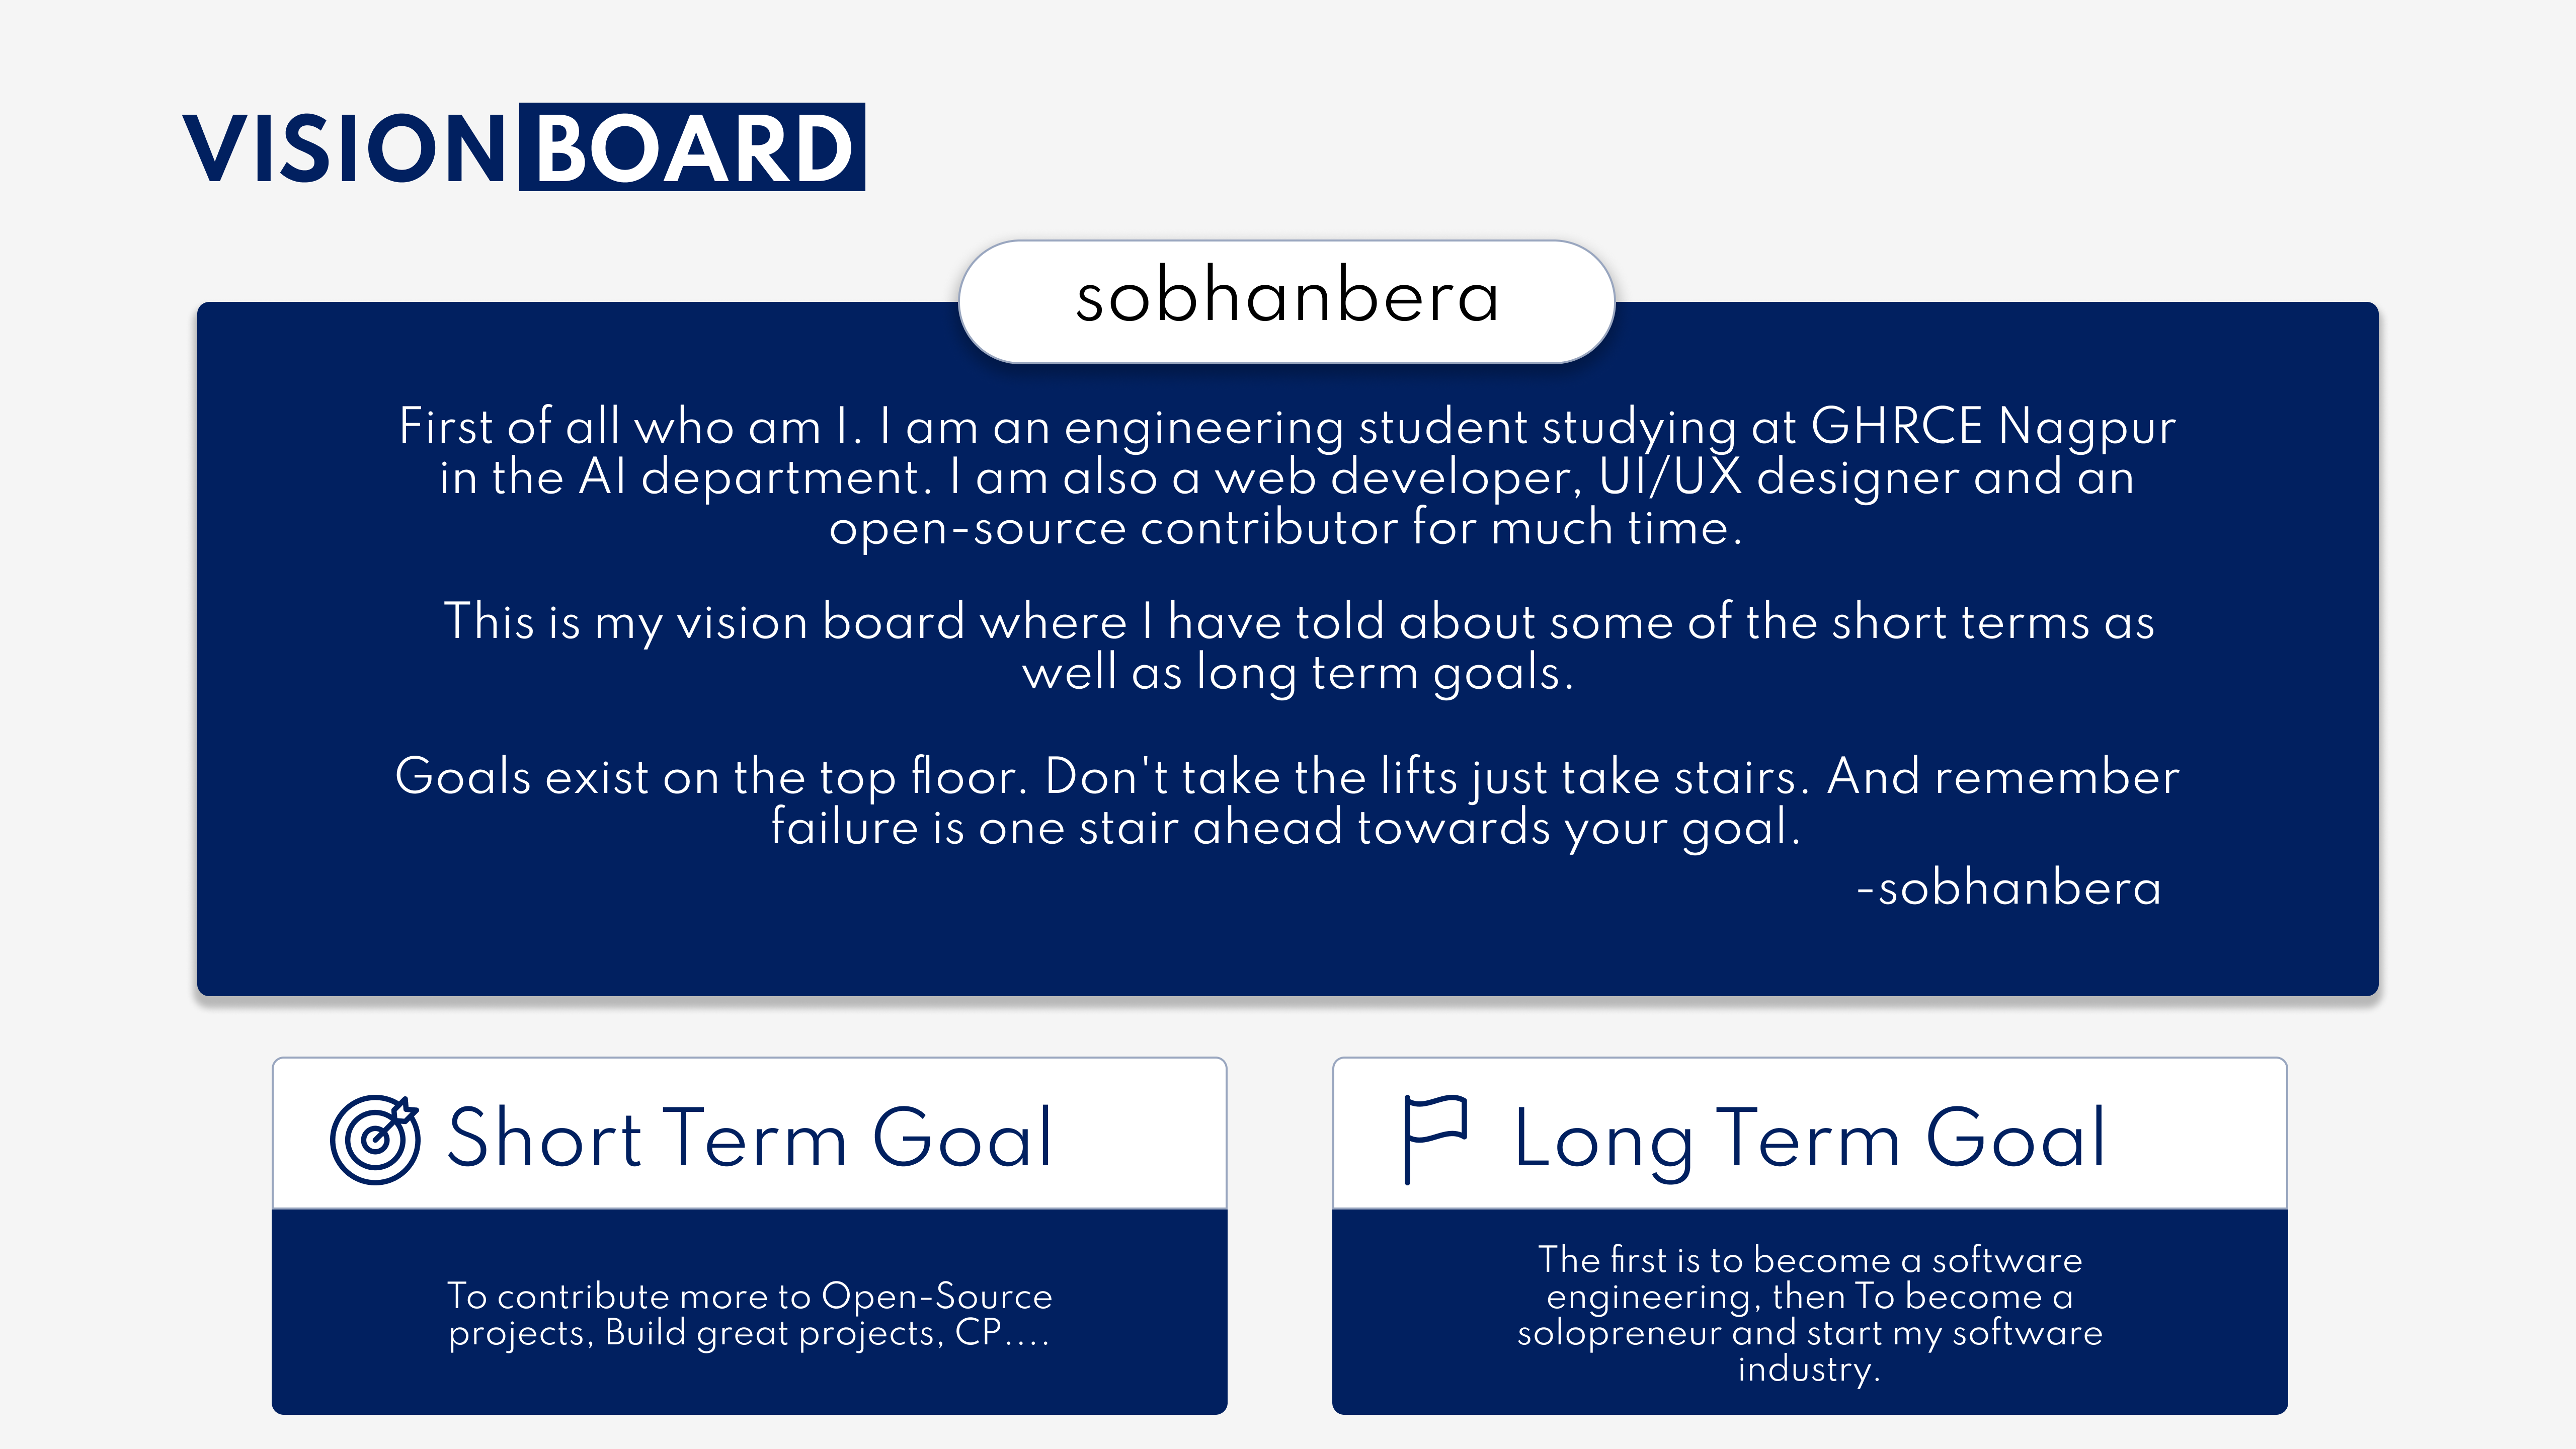 VISION BOARD
sobhanbera
First of all who am I. I am an engineering student studying at GHRCE Nagpur
in the AI department. I am also a web developer, UI/UX designer and an
open-source contributor for much time.
This is my vision board where I have told about some of the short terms as
well as long term goals.
Goals exist on the top floor. Don't take the lifts just take stairs. And remember
failure is one stair ahead towards your goal.
-sobhanbera
Short Term Goal
To contribute more to Open-Source
projects, Build great projects, CP....
Long Term Goal
The first is to become a software
engineering, then To become a
solopreneur and start my software
industry.